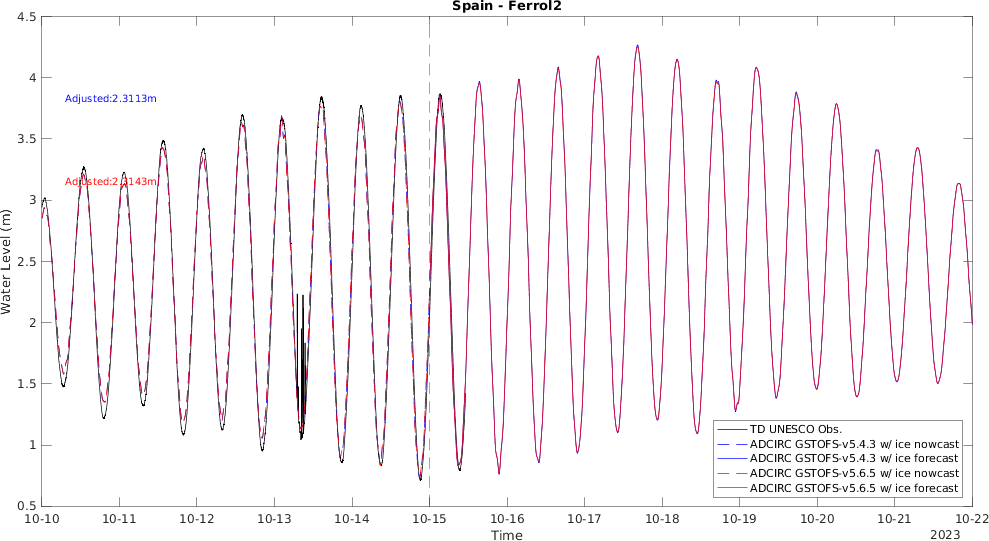 Spain - Ferrol2
4.5
4
3.5
3
2.5
2
1.5
1
0.5
Water Level (m)
Adjusted:2.3113m
Adjusted:2.3143m
TD UNESCO Obs.
ADCIRC GSTOFS-v5.4.3 w/ ice nowcast
ADCIRC GSTOFS-v5.4.3 w/ ice forecast
ADCIRC GSTOFS-v5.6.5 w/ ice nowcast
ADCIRC GSTOFS-v5.6.5 w/ ice forecast
10-10 10-11 10-12 10-13 10-14 10-15 10-16 10-17 10-18 10-19 10-20 10-21 10-22
Time
2023